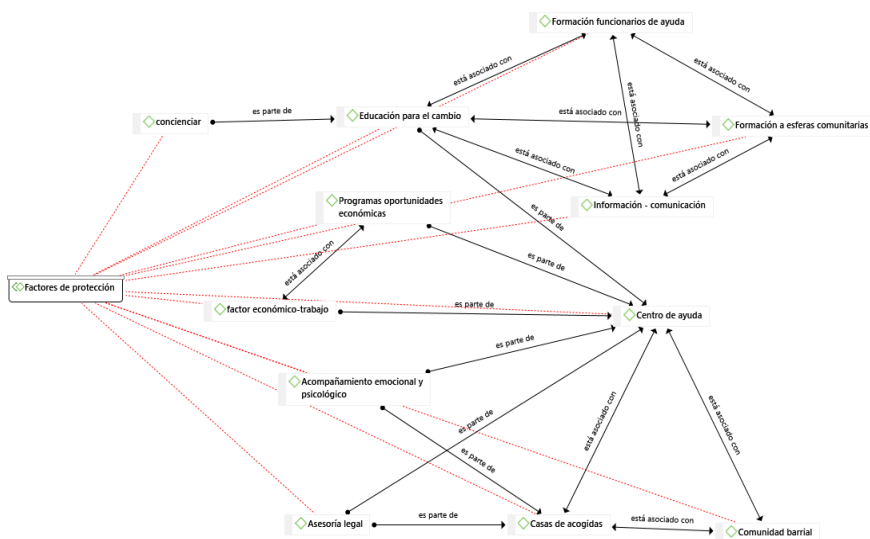 Formación funcionarios de ayuda
está asociado con
está asociado con
es parte de
concienciar
Educación para el cambio
está asociado con
está asociado con
Formación a esferas comunitarias
está asociado con
está asociado con
Programas oportunidades
económicas
Información - comunicación
es parte de
está asociado con
es parte de
Factores de protección
factor económico-trabajo
es parte de
Centro de ayuda
es parte de
Acompañamiento emocional y
psicológico
es parte de
está asociado con
está asociado con
es parte de
Asesoría legal
es parte de
Casas de acogidas
está asociado con
Comunidad barrial